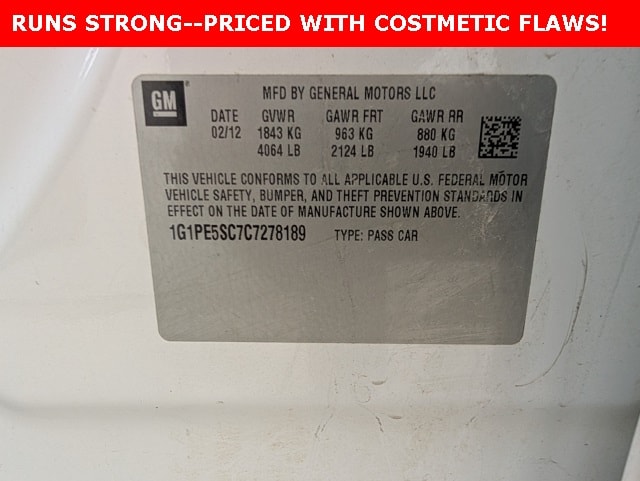 RUNS STRONG--PRICED WITH COSTMETIC FLAWS!
GM
MFD BY GENERAL MOTORS LLC
DATE GVWR GAWR FRT GAWR RR
02/12 1843 KG 963 KG 880 KG
4064 LB 2124 LB 1940 LB
THIS VEHICLE CONFORMS TO ALL APPLICABLE U.S. FEDERAL MOTOR
VEHICLE SAFETY, BUMPER, AND THEFT PREVENTION STANDARDS IN
EFFECT ON THE DATE OF MANUFACTURE SHOWN ABOVE.
1G1PE5SC7C7278189 TYPE: PASS CAR